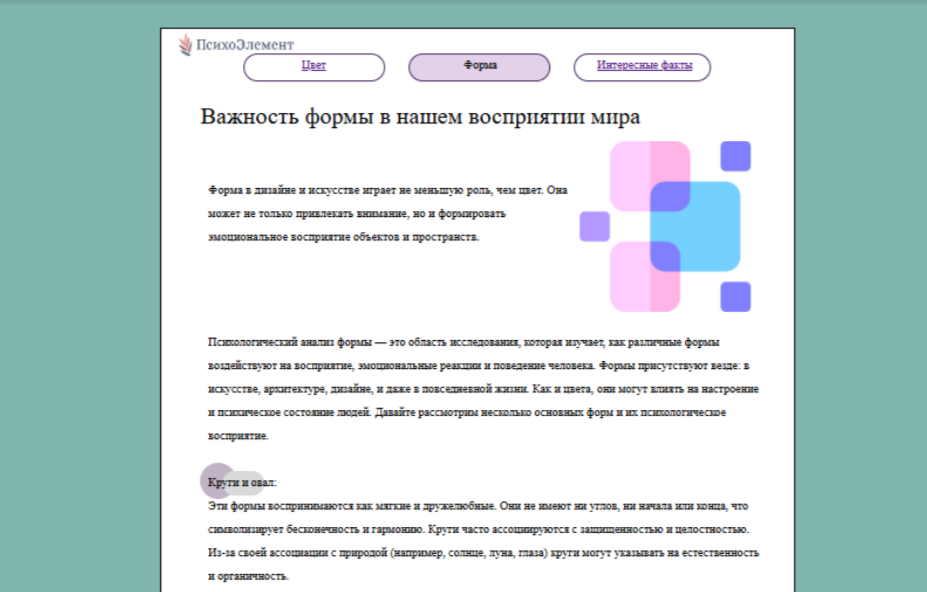 ПсихоЭлемент
Цвет
Форма
Интересные факты
Важность формы в нашем восприятии мира
Форма в дизайне и искусстве играет не меньшую роль, чем цвет. Она
может не только привлекать внимание, но и формировать
эмоциональное восприятие объектов и пространств.
Психологический анализ формы — это область исследования, которая изучает, как различные формы
воздействуют на восприятие, эмоциональные реакции и поведение человека. Формы присутствуют везде: в
искусстве, архитектуре, дизайне, и даже в повседневной жизни. Как и цвета, они могут влиять на настроение
и психическое состояние людей. Давайте рассмотрим несколько основных форм и их психологическое
восприятие.
Круги и овал:
Эти формы воспринимаются как мягкие и дружелюбные. Они не имеют ни углов, ни начала или конца, что
символизирует бесконечность и гармонию. Круги часто ассоциируются с защищенностью и целостностью.
Из-за своей ассоциации с природой (например, солнце, луна, глаза) круги могут указывать на естественность
и органичность.